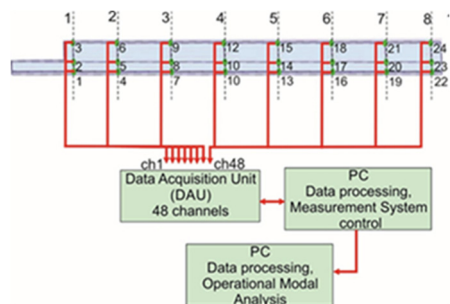 1 2 3 4 5 6 7 8
3 6 9 12 15 18 21 24
2 5 8 10 14 17 20 23
1 4 7 10 13 16 19 22
ch1 ch48
Data Acquisition Unit
(DAU)
48 channels
PC
Data processing,
Measurement System
control
PC
Data processing,
Operational Modal
Analysis